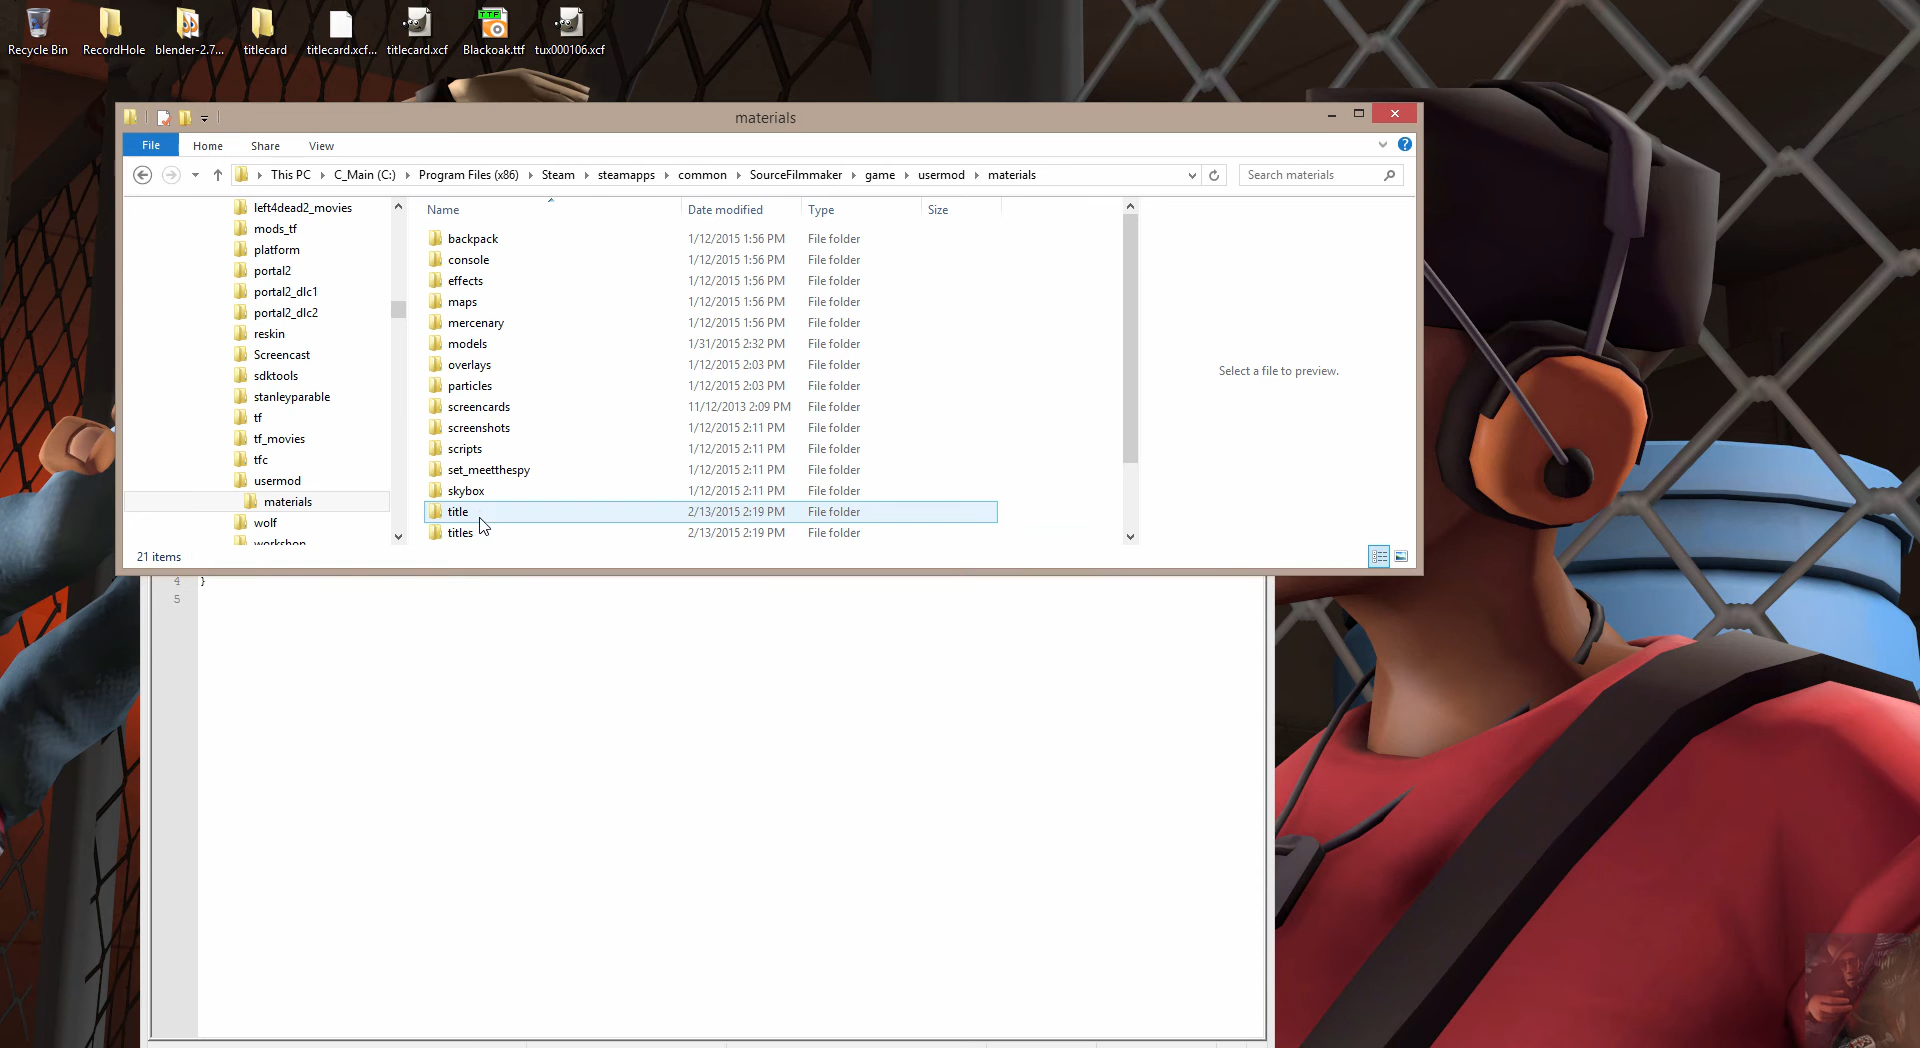 Recycle Bin
RecordHole
blender-2.7...
titlecard
titlecard.xcf...
titlecard.xcf
TTF
Blackoak.ttf
tux000106.xcf
materials
File
Home
Share
View
This PC
C_Main (C:)
Program Files (x86)
Steam
steamapps
common
SourceFilmmaker
game
usermod
materials
Search materials
left4dead2_movies
mods_tf
platform
portal2
portal2_dlc1
portal2_dlc2
reskin
Screencast
sdktools
stanleyparable
tf
tf_movies
tfc
usermod
materials
wolf
workshop
Name Date modified Type Size
backpack 1/12/2015 1:56 PM File folder
console 1/12/2015 1:56 PM File folder
effects 1/12/2015 1:56 PM File folder
maps 1/12/2015 1:56 PM File folder
mercenary 1/12/2015 1:56 PM File folder
models 1/31/2015 2:32 PM File folder
overlays 1/12/2015 2:03 PM File folder
particles 1/12/2015 2:03 PM File folder
screencards 11/12/2013 2:09 PM File folder
screenshots 1/12/2015 2:11 PM File folder
scripts 1/12/2015 2:11 PM File folder
set_meetthespy 1/12/2015 2:11 PM File folder
skybox 1/12/2015 2:11 PM File folder
title 2/13/2015 2:19 PM File folder
titles 2/13/2015 2:19 PM File folder
Select a file to preview.
21 items
4 }
5